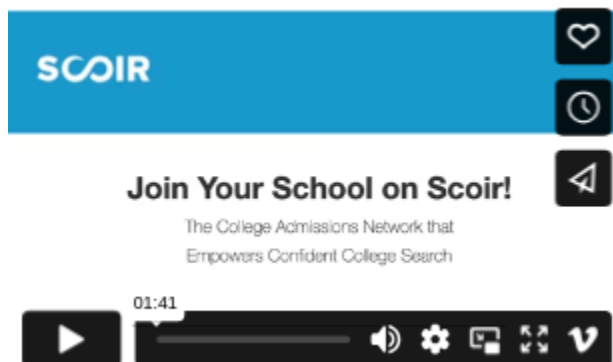 SCOIR
Join Your School on Scoir!
The College Admissions Network that
Empowers Confident College Search
01:41